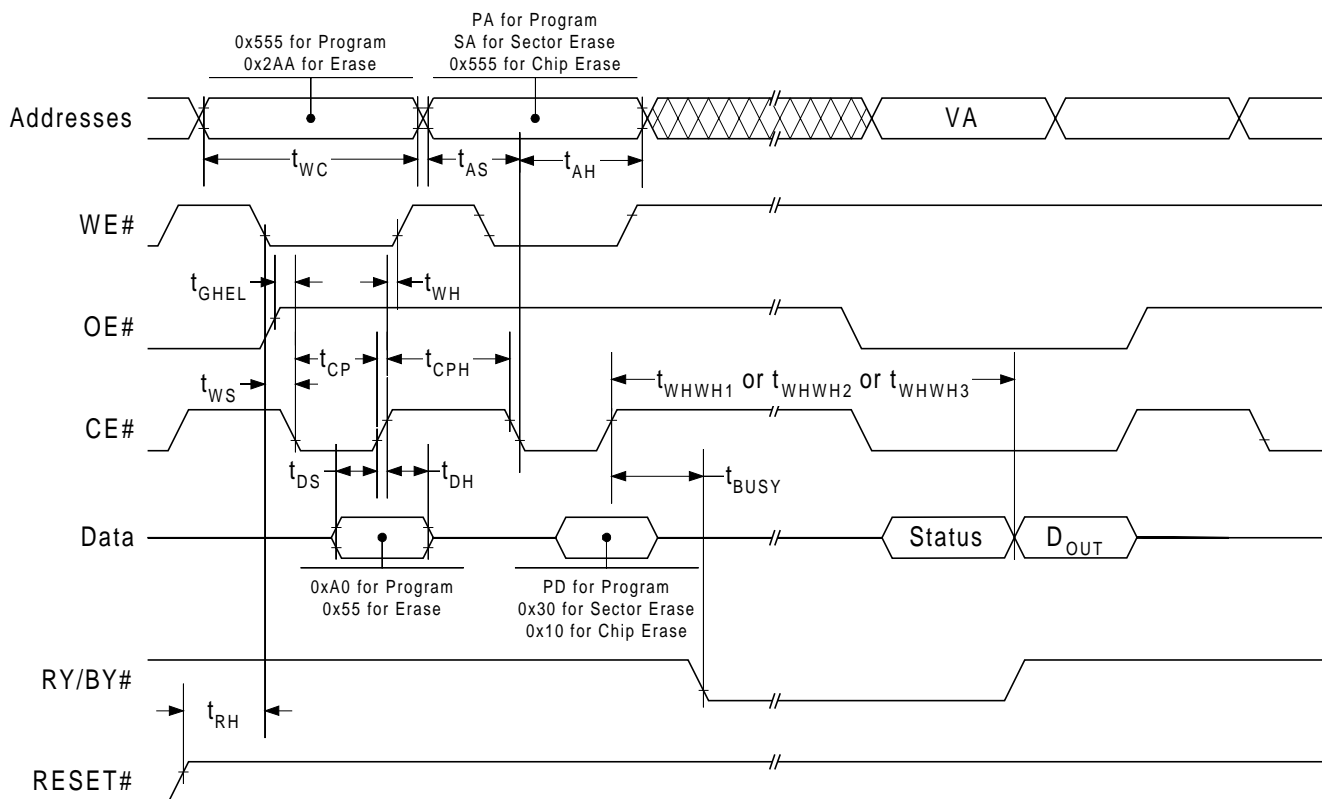 PA for Program
SA for Sector Erase
0x555 for Chip Erase
0x555 for Program
0x2AA for Erase
Addresses
VA
tWC
tAS
tAH
WE#
tGHEL
tWH
OE#
tCP
tCPH
tWS
tWHWH1 or tWHWH2 or tWHWH3
CE#
tDS
tDH
tBUSY
Data
Status
DOUT
0xA0 for Program
0x55 for Erase
PD for Program
0x30 for Sector Erase
0x10 for Chip Erase
RY/BY#
tRH
RESET#